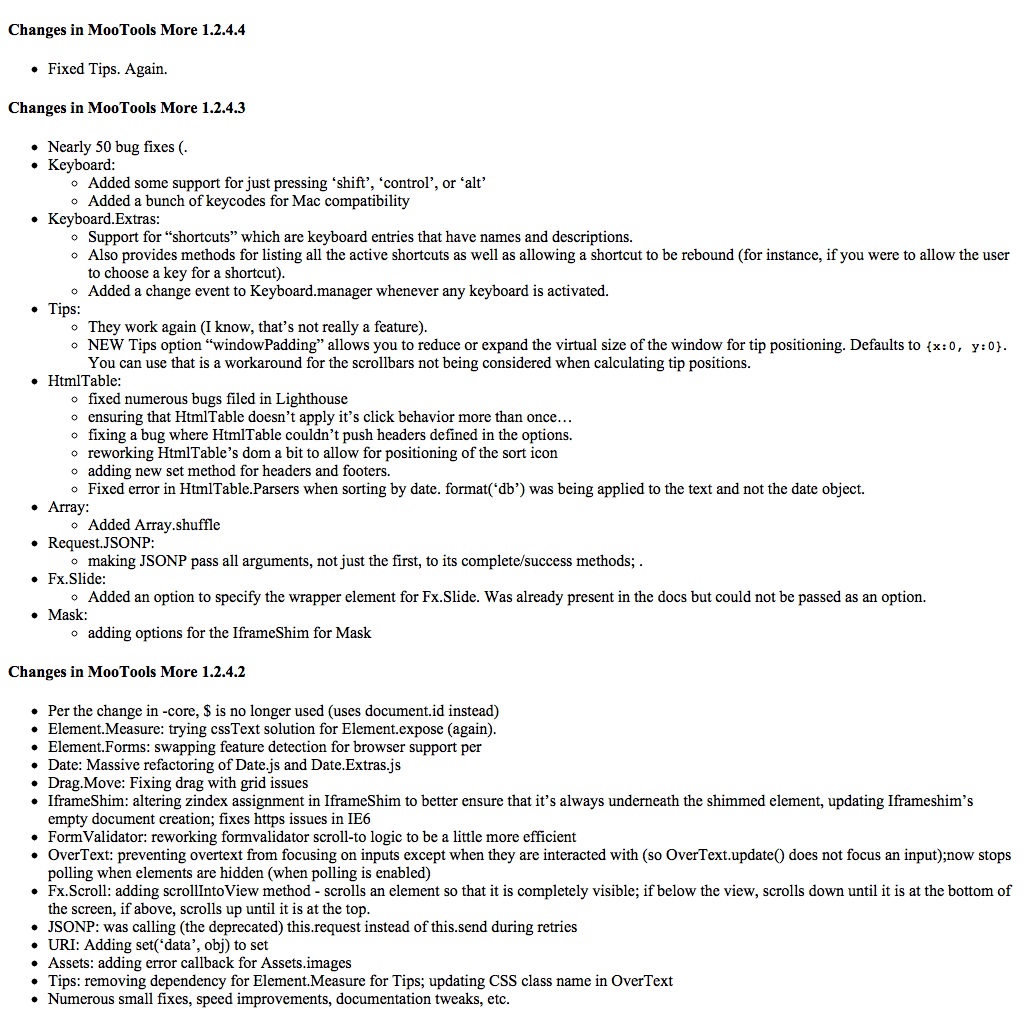 Changes in MooTools More 1.2.4.4
• Fixed Tips. Again.
Changes in MooTools More 1.2.4.3
• Nearly 50 bug fixes (.
• Keyboard:
◦ Added some support for just pressing ‘shift’, ‘control’, or ‘alt’
◦ Added a bunch of keycodes for Mac compatibility
• Keyboard.Extras:
◦ Support for “shortcuts” which are keyboard entries that have names and descriptions.
◦ Also provides methods for listing all the active shortcuts as well as allowing a shortcut to be rebound (for instance, if you were to allow the user
to choose a key for a shortcut).
◦ Added a change event to Keyboard.manager whenever any keyboard is activated.
• Tips:
◦ They work again (I know, that’s not really a feature).
◦ NEW Tips option “windowPadding” allows you to reduce or expand the virtual size of the window for tip positioning. Defaults to {x:0, y:0}.
You can use that is a workaround for the scrollbars not being considered when calculating tip positions.
• HtmlTable:
◦ fixed numerous bugs filed in Lighthouse
◦ ensuring that HtmlTable doesn’t apply it’s click behavior more than once…
◦ fixing a bug where HtmlTable couldn’t push headers defined in the options.
◦ reworking HtmlTable’s dom a bit to allow for positioning of the sort icon
◦ adding new set method for headers and footers.
◦ Fixed error in HtmlTable.Parsers when sorting by date. format(‘db’) was being applied to the text and not the date object.
• Array:
◦ Added Array.shuffle
• Request.JSONP:
◦ making JSONP pass all arguments, not just the first, to its complete/success methods; .
• Fx.Slide:
◦ Added an option to specify the wrapper element for Fx.Slide. Was already present in the docs but could not be passed as an option.
• Mask:
◦ adding options for the IframeShim for Mask
Changes in MooTools More 1.2.4.2
• Per the change in -core, $ is no longer used (uses document.id instead)
• Element.Measure: trying cssText solution for Element.expose (again).
• Element.Forms: swapping feature detection for browser support per
• Date: Massive refactoring of Date.js and Date.Extras.js
• Drag.Move: Fixing drag with grid issues
• IframeShim: altering zindex assignment in IframeShim to better ensure that it’s always underneath the shimmed element, updating Iframeshim’s
empty document creation; fixes https issues in IE6
• FormValidator: reworking formvalidator scroll-to logic to be a little more efficient
• OverText: preventing overtext from focusing on inputs except when they are interacted with (so OverText.update() does not focus an input);now stops
polling when elements are hidden (when polling is enabled)
• Fx.Scroll: adding scrollIntoView method - scrolls an element so that it is completely visible; if below the view, scrolls down until it is at the bottom of
the screen, if above, scrolls up until it is at the top.
• JSONP: was calling (the deprecated) this.request instead of this.send during retries
• URI: Adding set(‘data’, obj) to set
• Assets: adding error callback for Assets.images
• Tips: removing dependency for Element.Measure for Tips; updating CSS class name in OverText
• Numerous small fixes, speed improvements, documentation tweaks, etc.